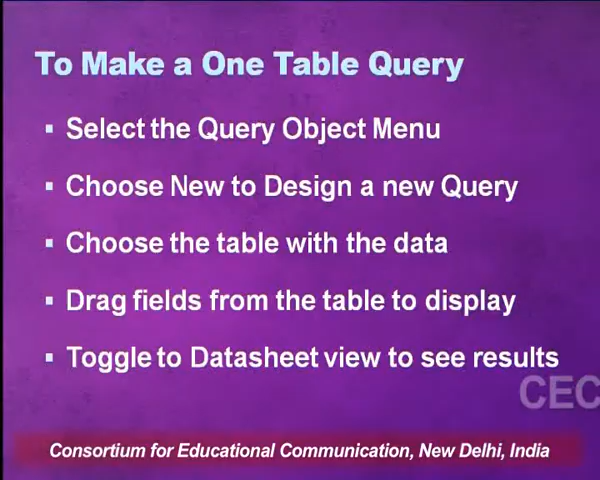 To Make a One Table Query
▪ Select the Query Object Menu
▪ Choose New to Design a new Query
▪ Choose the table with the data
▪ Drag fields from the table to display
▪ Toggle to Datasheet view to see results
CEC
Consortium for Educational Communication, New Delhi, India